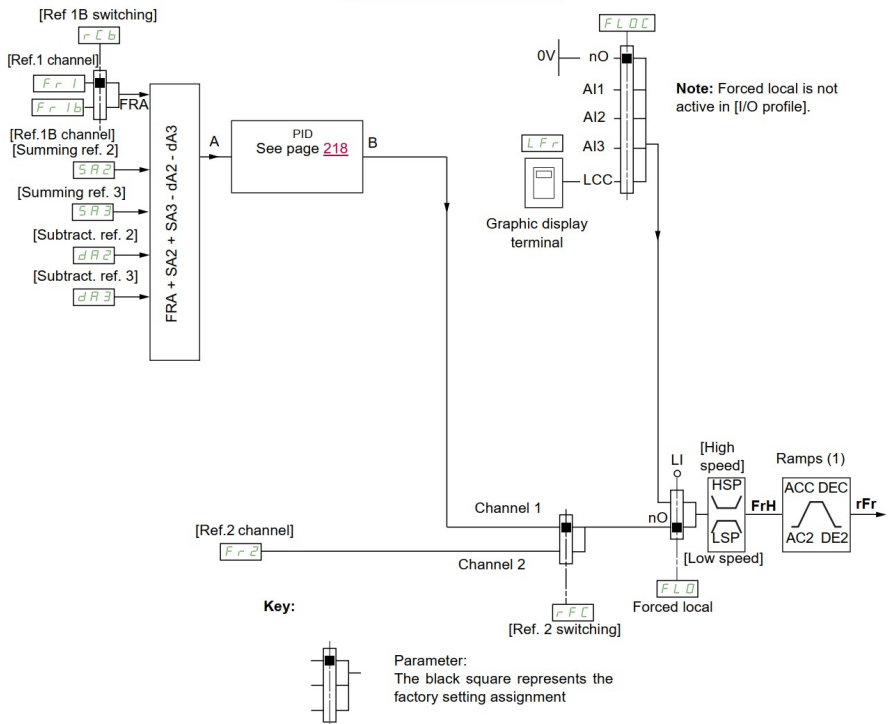 [Ref 1B switching]
rCb
[Ref.1 channel]
Fr1
Fr1b
FRA
[Ref.1B channel]
[Summing ref. 2]
SA2
[Summing ref. 3]
SA3
[Subtract. ref. 2]
dA2
[Subtract. ref. 3]
dA3
FRA + SA2 + SA3 - dA2 - dA3
A
PID
See page 218
B
FLOC
0V
nO
AI1
AI2
AI3
LCC
LFr
Graphic display
terminal
Note: Forced local is not
active in [I/O profile].
Channel 1
[Ref.2 channel]
Fr2
Channel 2
rFC
[Ref. 2 switching]
LI
nO
FLO
Forced local
[High
speed]
HSP
LSP
[Low speed]
FrH
Ramps (1)
ACC DEC
AC2 DE2
rFr
Key:
Parameter:
The black square represents the
factory setting assignment